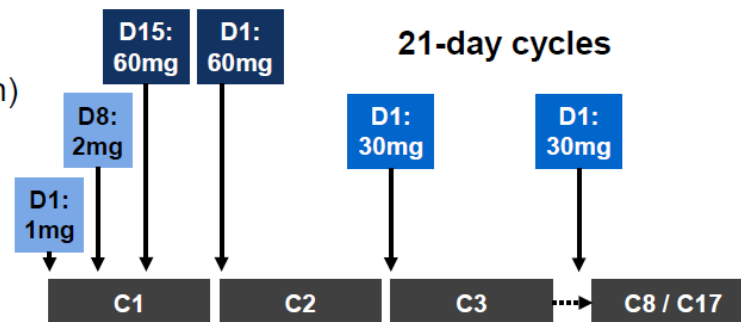 D15:
60mg
D1:
60mg
21-day cycles
n)
D8:
2mg
D1:
30mg
D1:
30mg
D1:
1mg
C1
C2
C3
C8 / C17